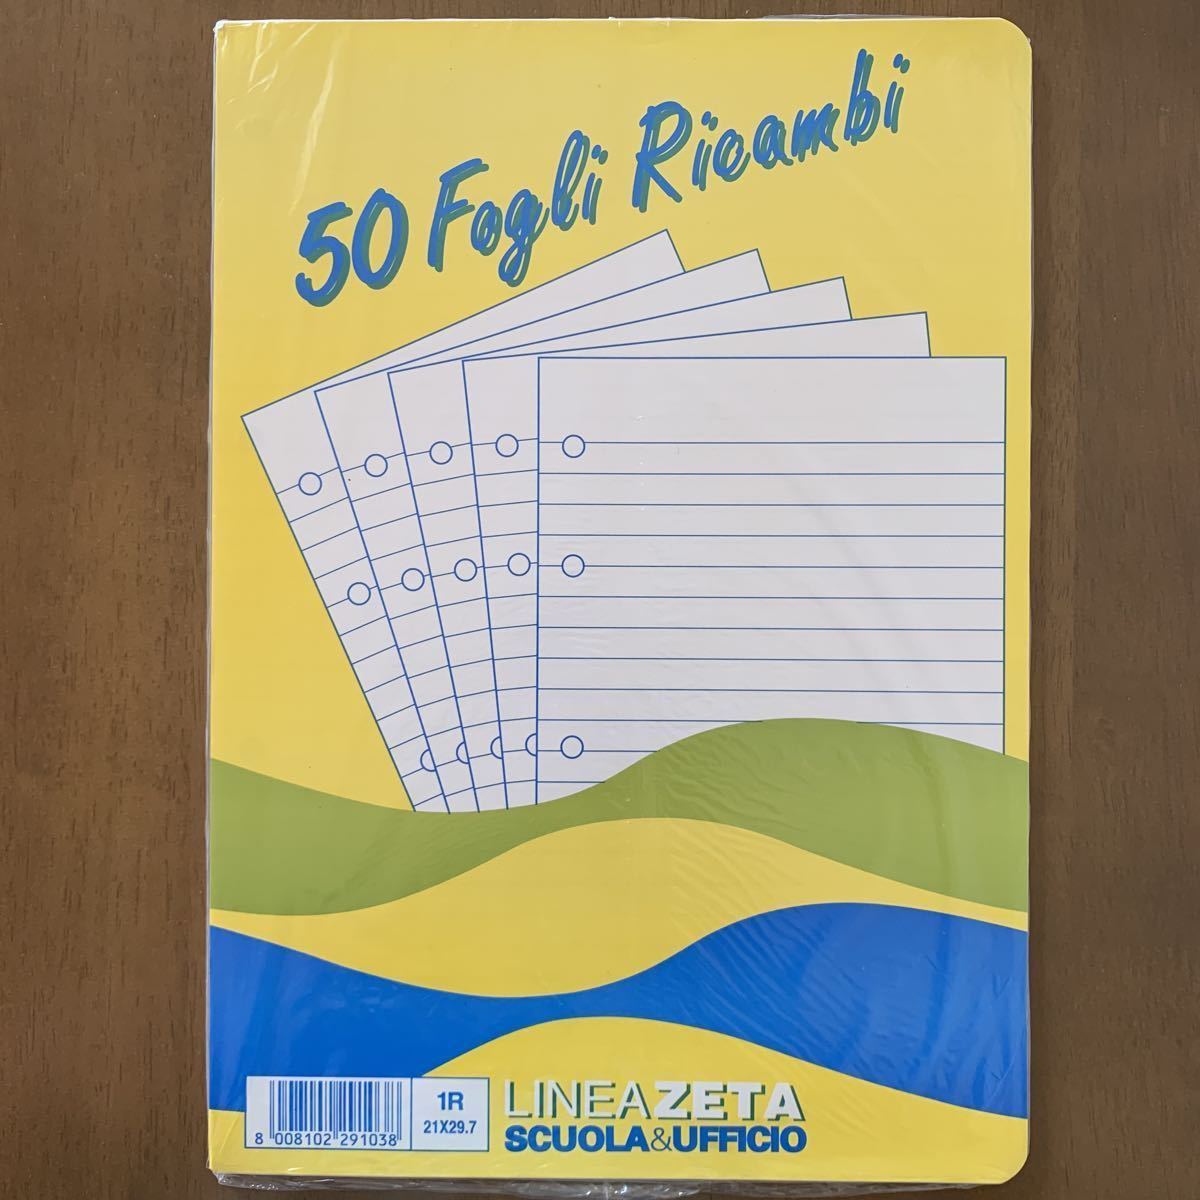 50 Fogli Ricambi
1R
21X29.7
8 008102 291038
LINEAZETA
SCUOLA&UFFICIO